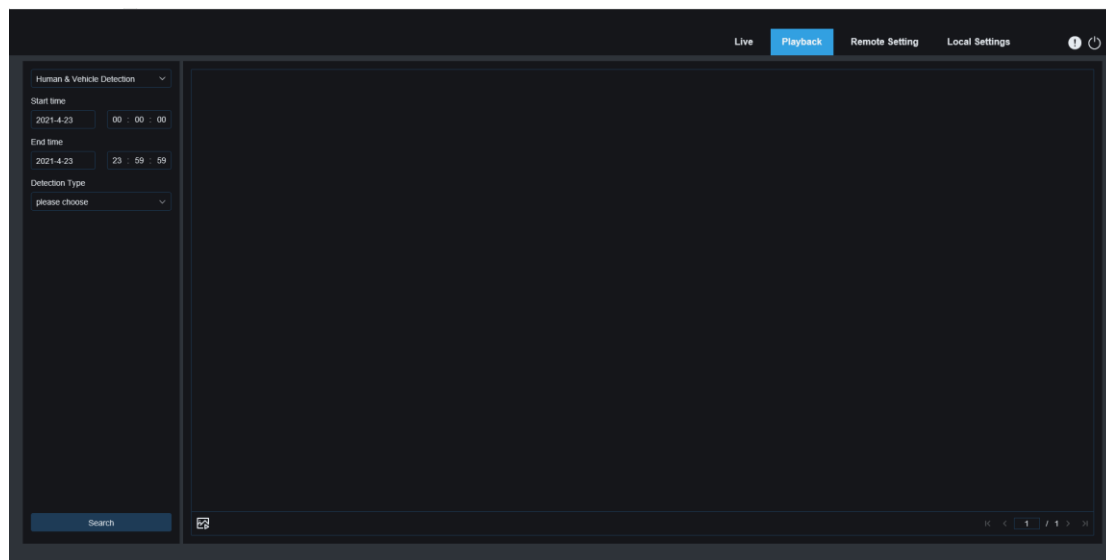 Live Playback Remote Setting Local Settings
Human & Vehicle Detection
Start time
2021-4-23 00 : 00 : 00
End time
2021-4-23 23 : 59 : 59
Detection Type
please choose
Search
1 / 1